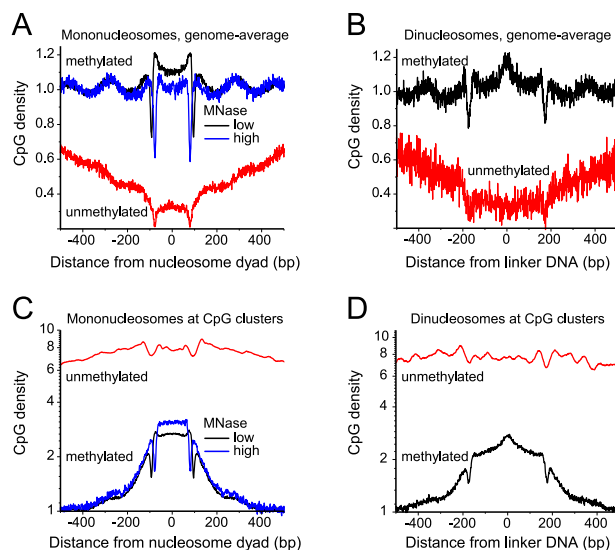 A
Mononucleosomes, genome-average
methylated
MNase
low
high
unmethylated
CpG density
1.2
1.0
0.8
0.6
0.4
-400 -200 0 200 400
Distance from nucleosome dyad (bp)
B
Dinucleosomes, genome-average
methylated
unmethylated
CpG density
1.2
1.0
0.8
0.6
0.4
-400 -200 0 200 400
Distance from linker DNA (bp)
C
Mononucleosomes at CpG clusters
unmethylated
MNase
low
high
methylated
CpG density
10
8
6
4
2
1
-400 -200 0 200 400
Distance from nucleosome dyad (bp)
D
Dinucleosomes at CpG clusters
unmethylated
methylated
CpG density
10
8
6
4
2
1
-400 -200 0 200 400
Distance from linker DNA (bp)